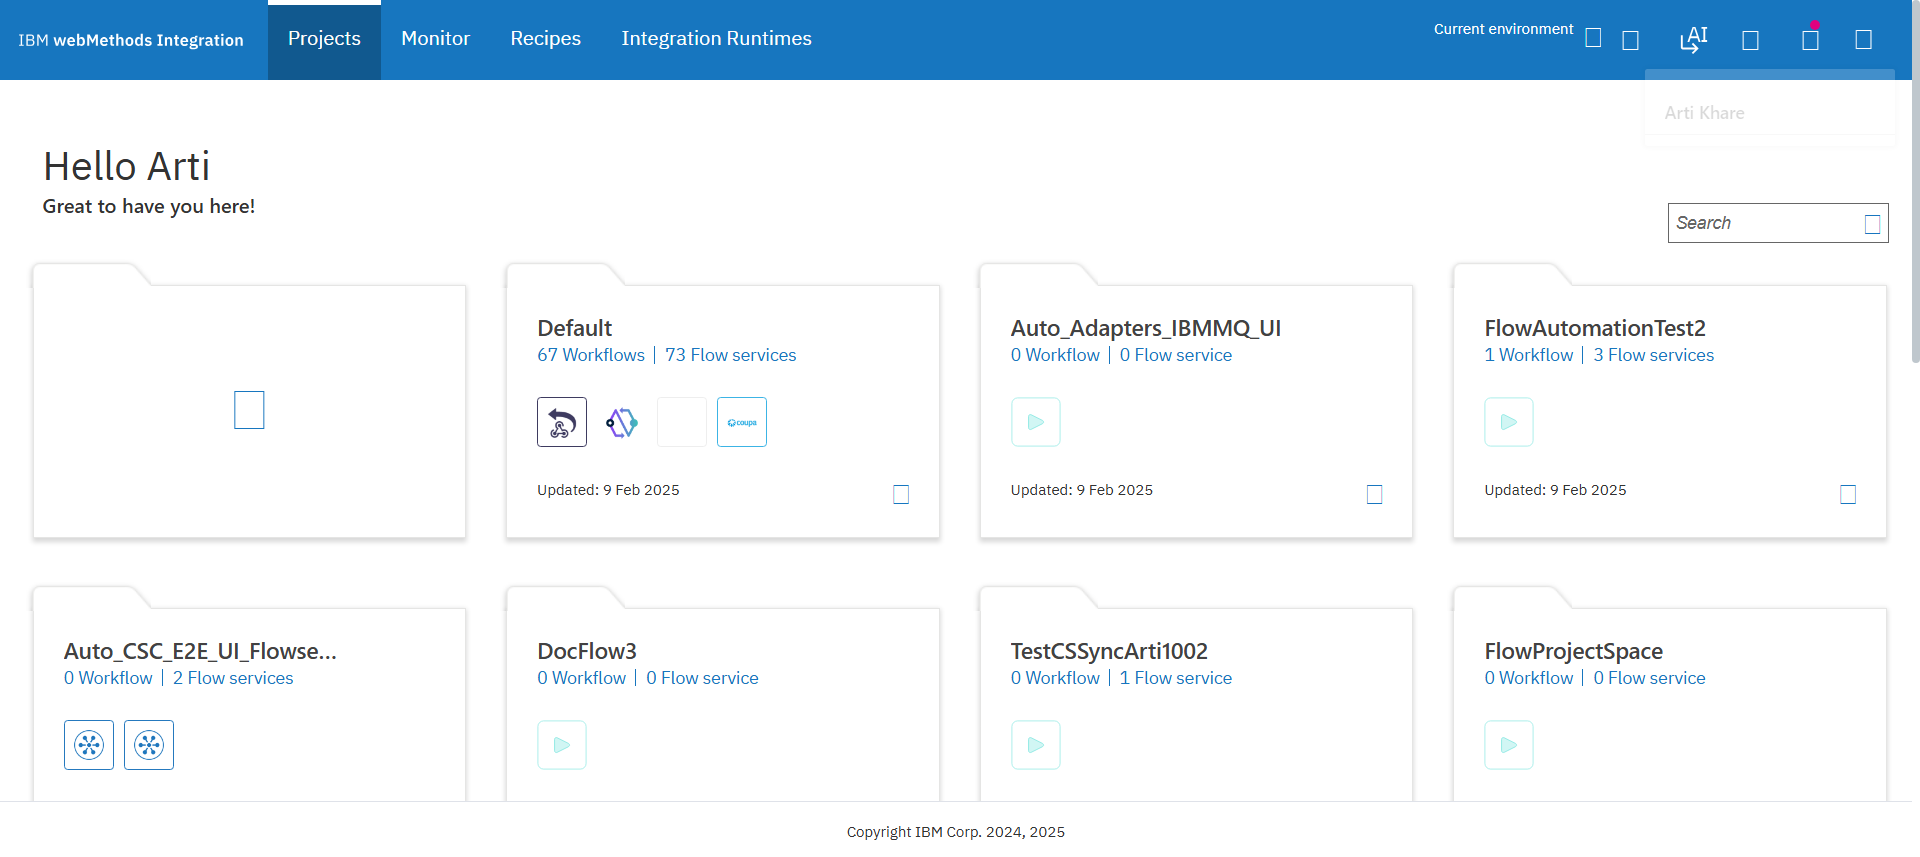 IBM webMethods Integration
Projects
Monitor
Recipes
Integration Runtimes
Current environment
AI
Arti Khare
Hello Arti
Great to have you here!
Search
Default
67 Workflows | 73 Flow services
coupa
Updated: 9 Feb 2025
Auto_Adapters_IBMMQ_UI
0 Workflow | 0 Flow service
Updated: 9 Feb 2025
FlowAutomationTest2
1 Workflow | 3 Flow services
Updated: 9 Feb 2025
Auto_CSC_E2E_UI_Flowse...
0 Workflow | 2 Flow services
DocFlow3
0 Workflow | 0 Flow service
TestCSSyncArti1002
0 Workflow | 1 Flow service
FlowProjectSpace
0 Workflow | 0 Flow service
Copyright IBM Corp. 2024, 2025